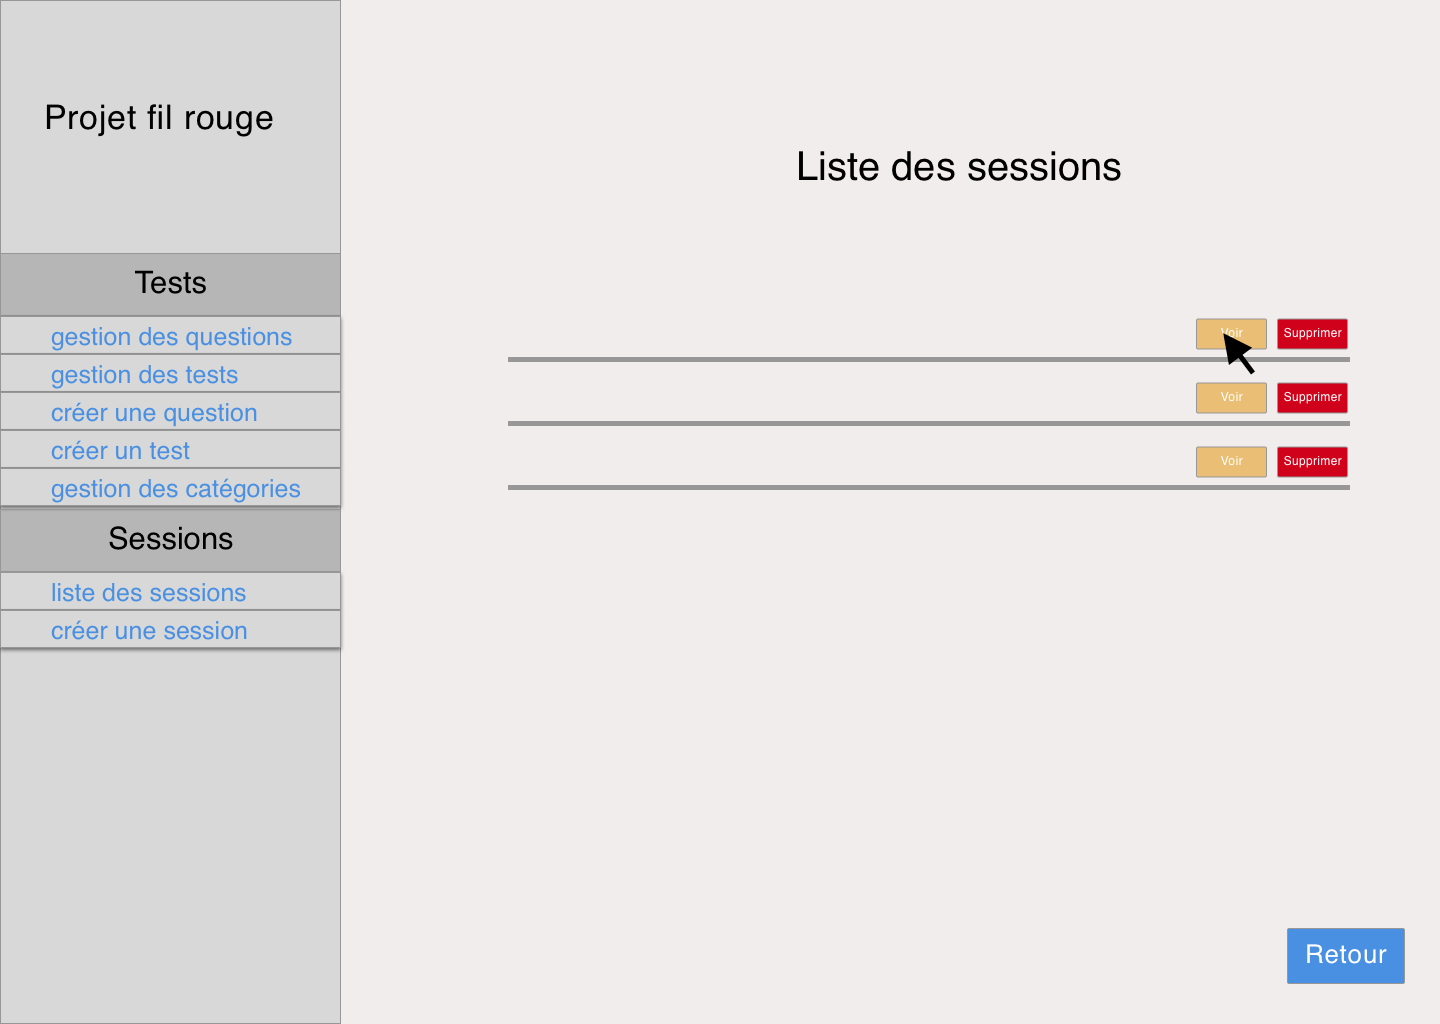 Projet fil rouge
Tests
gestion des questions
gestion des tests
créer une question
créer un test
gestion des catégories
Sessions
liste des sessions
créer une session
Liste des sessions
Voir Supprimer
Voir Supprimer
Voir Supprimer
Retour